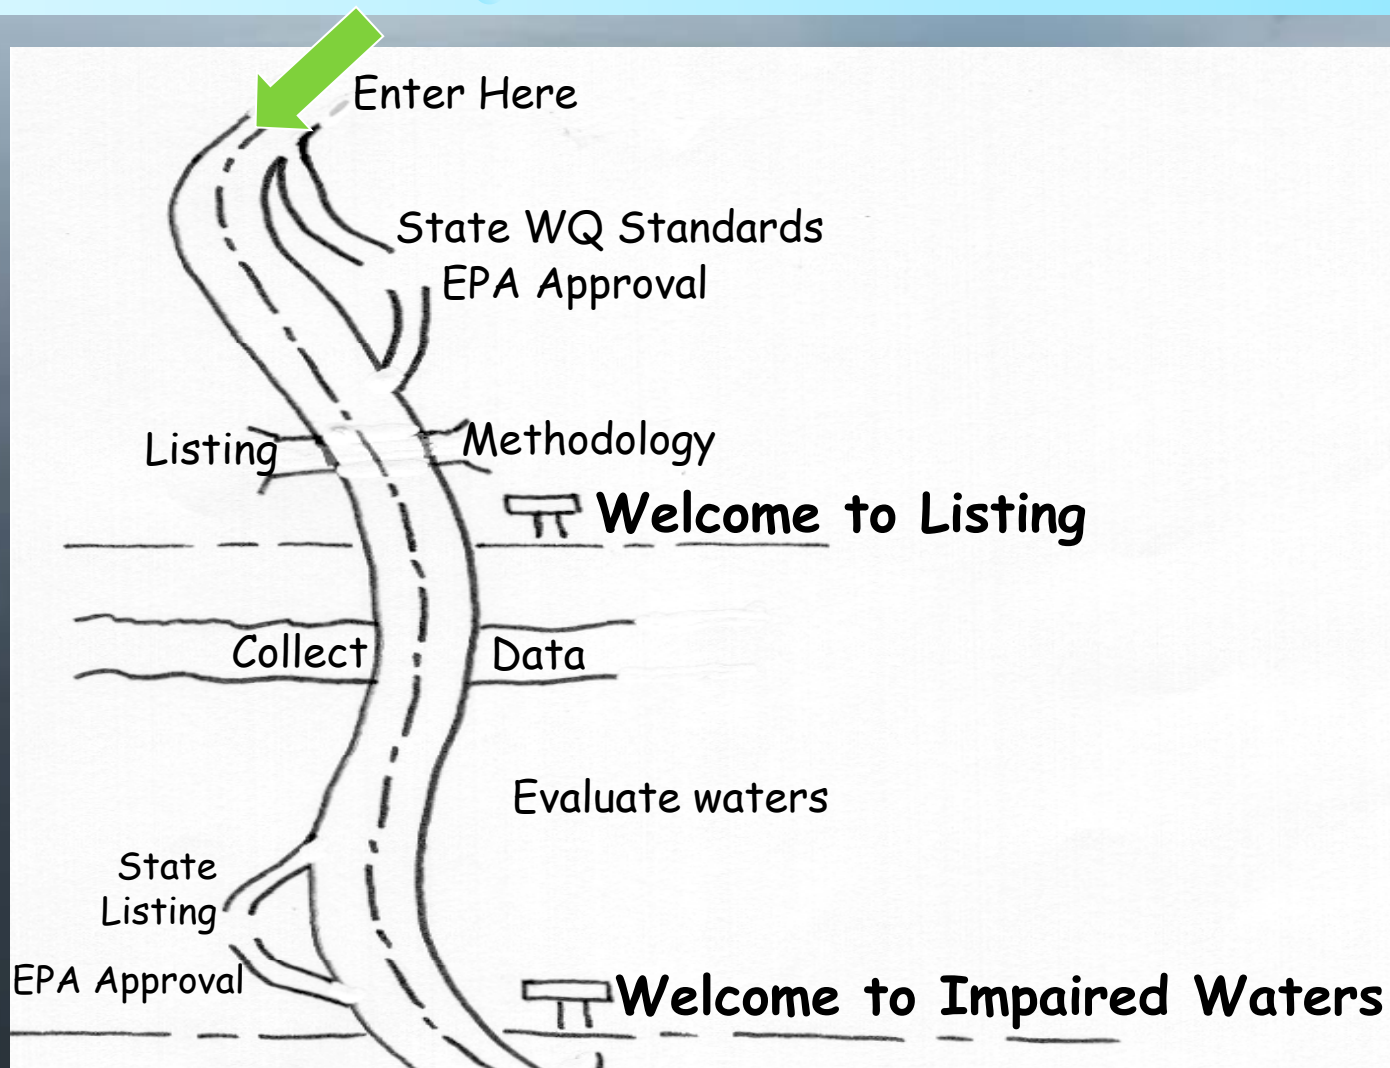 Enter Here
State WQ Standards
EPA Approval
Listing Methodology
Welcome to Listing
Collect Data
Evaluate waters
State
Listing
EPA Approval
Welcome to Impaired Waters